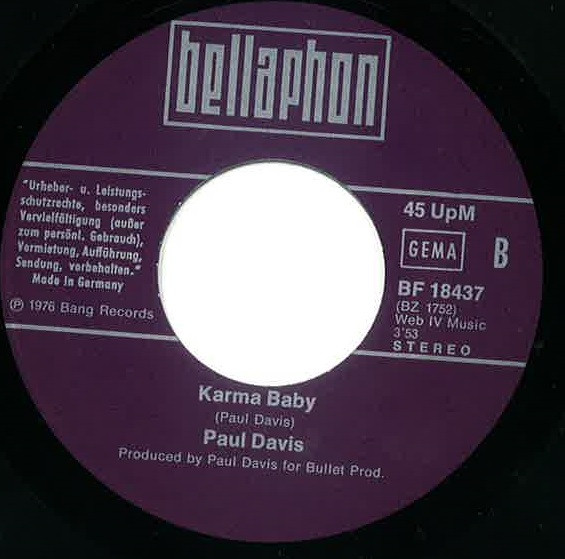 bellaphon
"Urheber- u. Leistungs-
schutzrechte, besonders
Vervielfältigung (außer
zum persönl. Gebrauch),
Vermietung, Aufführung,
Sendung, vorbehalten."
Made in Germany
℗ 1976 Bang Records
45 UpM
GEMA
B
BF 18437
(BZ 1752)
Web IV Music
3'53
STEREO
Karma Baby
(Paul Davis)
Paul Davis
Produced by Paul Davis for Bullet Prod.